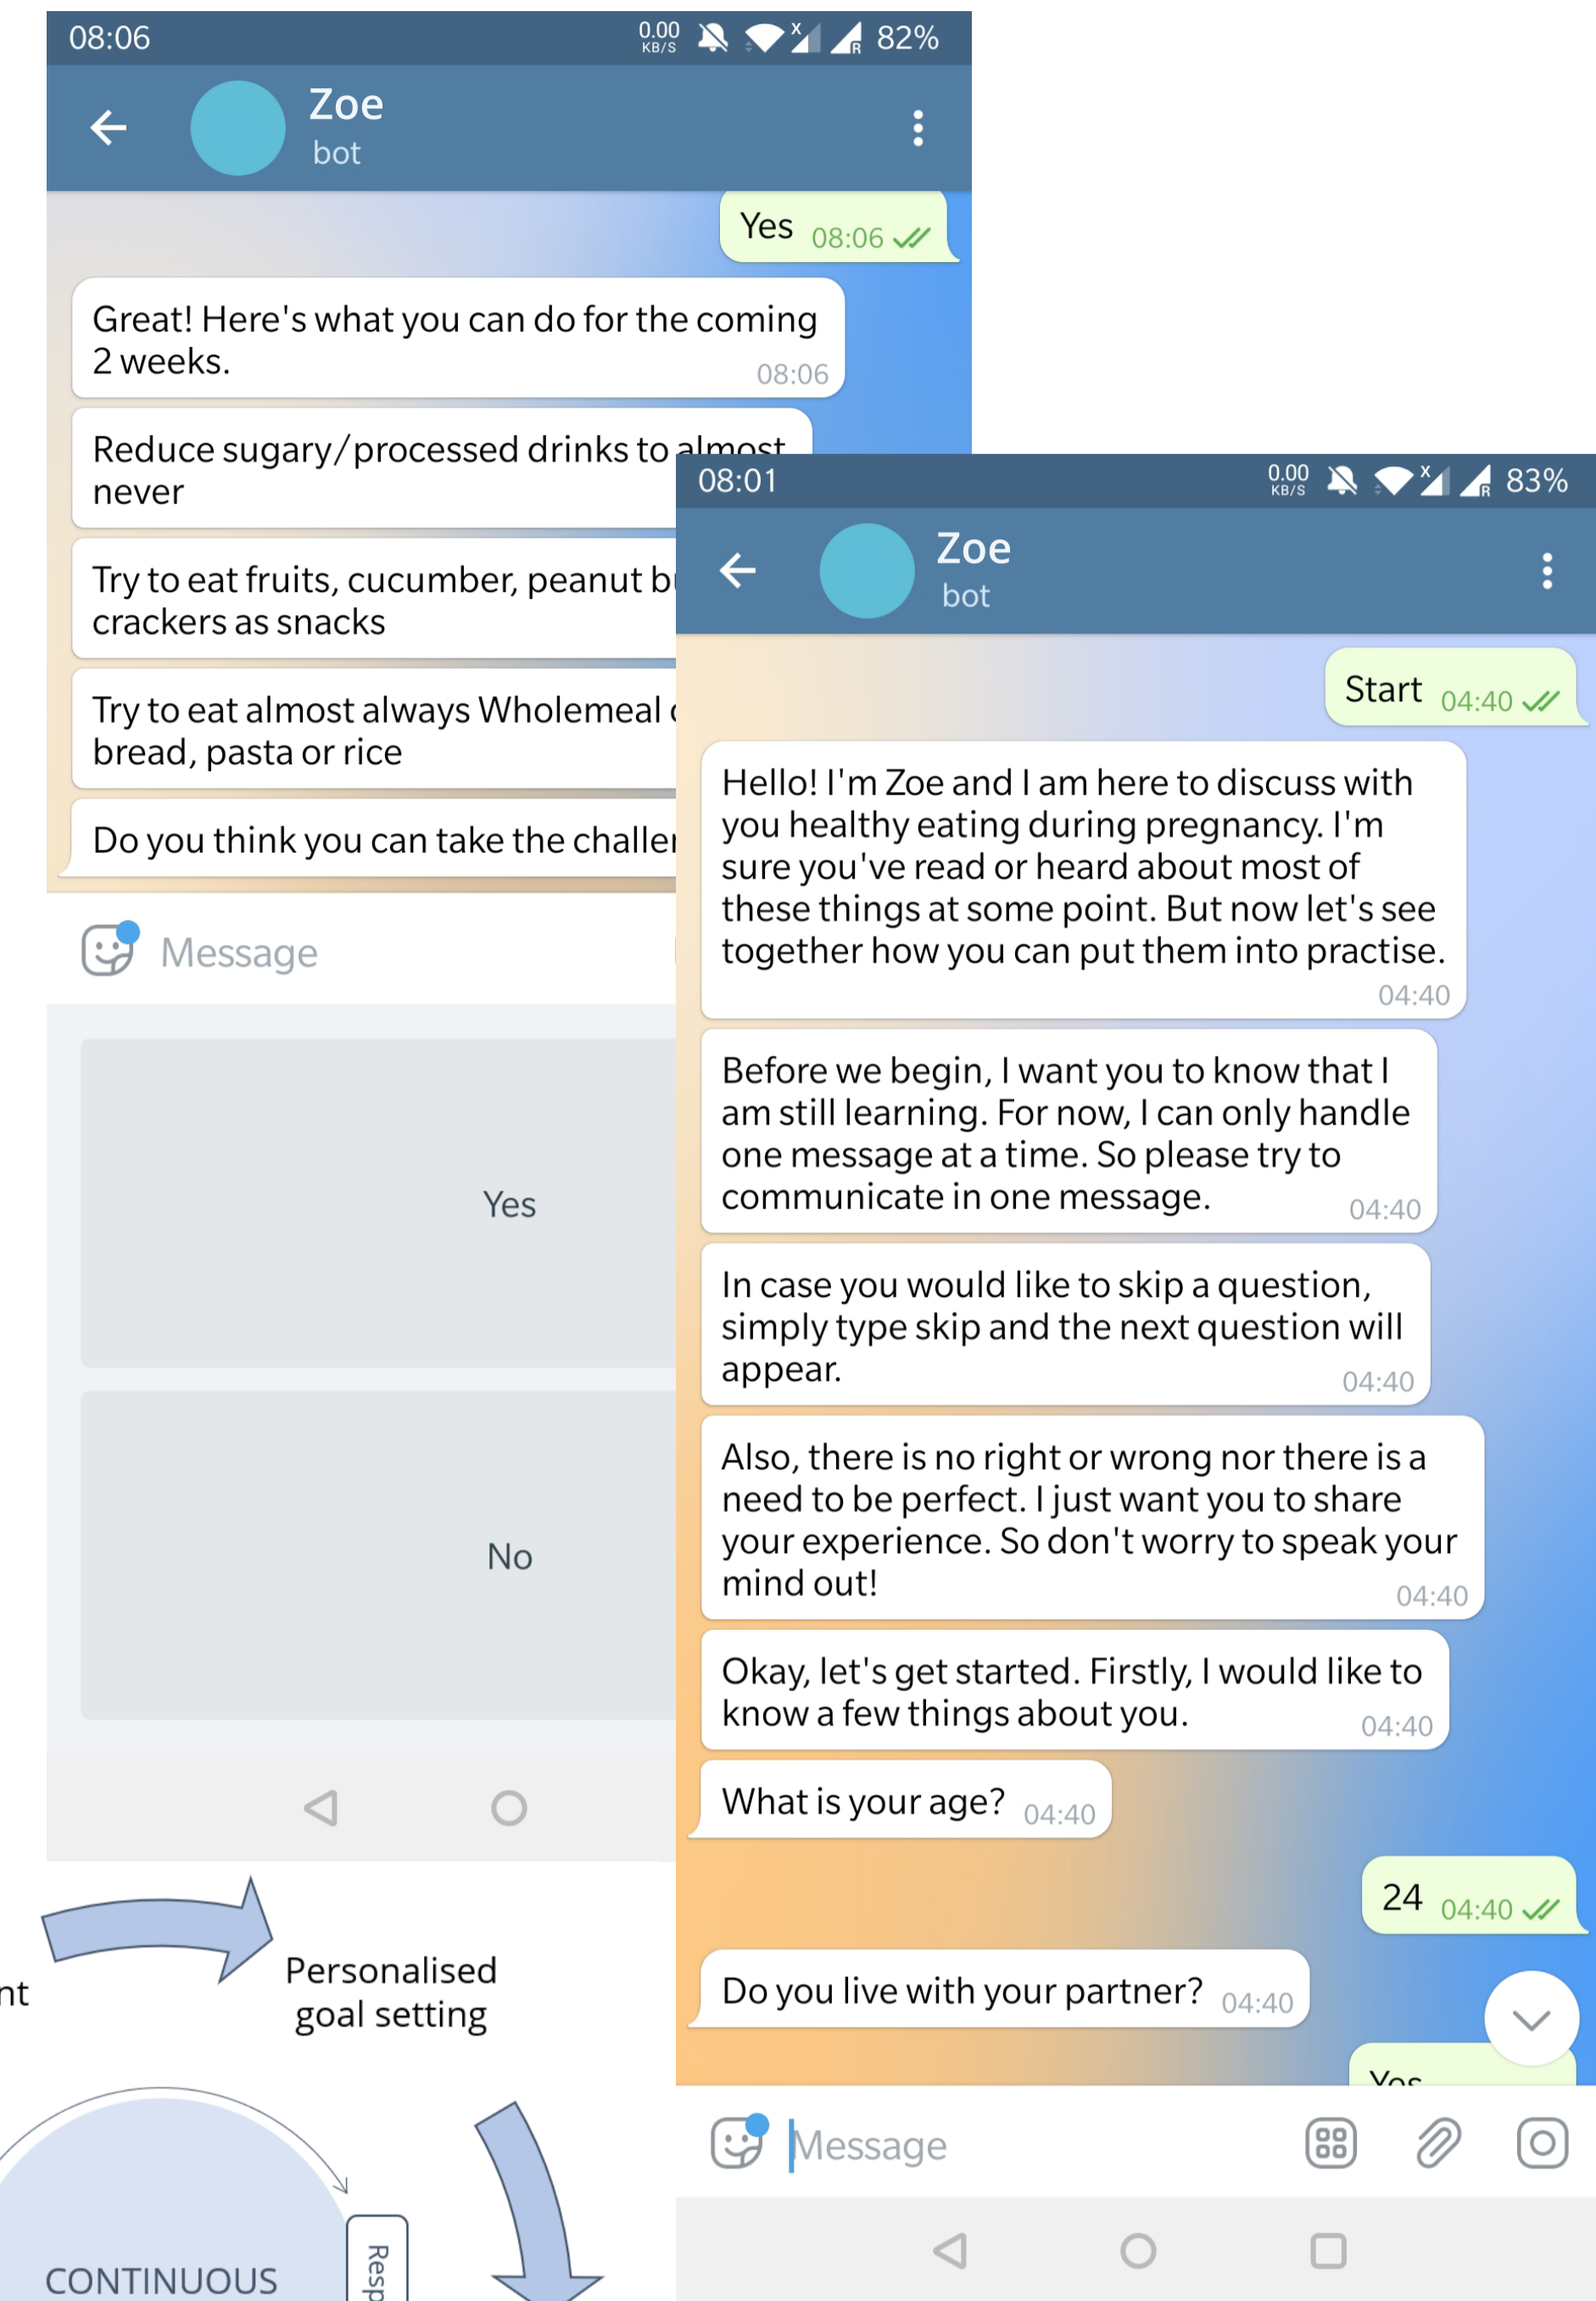 08:06
0.00
KB/S
X
R
82%
Zoe
bot
Yes 08:06
Great! Here's what you can do for the coming
2 weeks.
08:06
Reduce sugary/processed drinks to almost
never
Try to eat fruits, cucumber, peanut
crackers as snacks
Try to eat almost always Wholemeal
bread, pasta or rice
Do you think you can take the
Message
Yes
No
Personalised
goal setting
CONTINUOUS
08:01
0.00
KB/S
X
R
83%
Zoe
bot
Start 04:40
Hello! I'm Zoe and I am here to discuss with
you healthy eating during pregnancy. I'm
sure you've read or heard about most of
these things at some point. But now let's see
together how you can put them into practise.
04:40
Before we begin, I want you to know that I
am still learning. For now, I can only handle
one message at a time. So please try to
communicate in one message. 04:40
In case you would like to skip a question,
simply type skip and the next question will
appear. 04:40
Also, there is no right or wrong nor there is a
need to be perfect. I just want you to share
your experience. So don't worry to speak your
mind out! 04:40
Okay, let's get started. Firstly, I would like to
know a few things about you. 04:40
What is your age? 04:40
24 04:40
Do you live with your partner? 04:40
Yes
Message